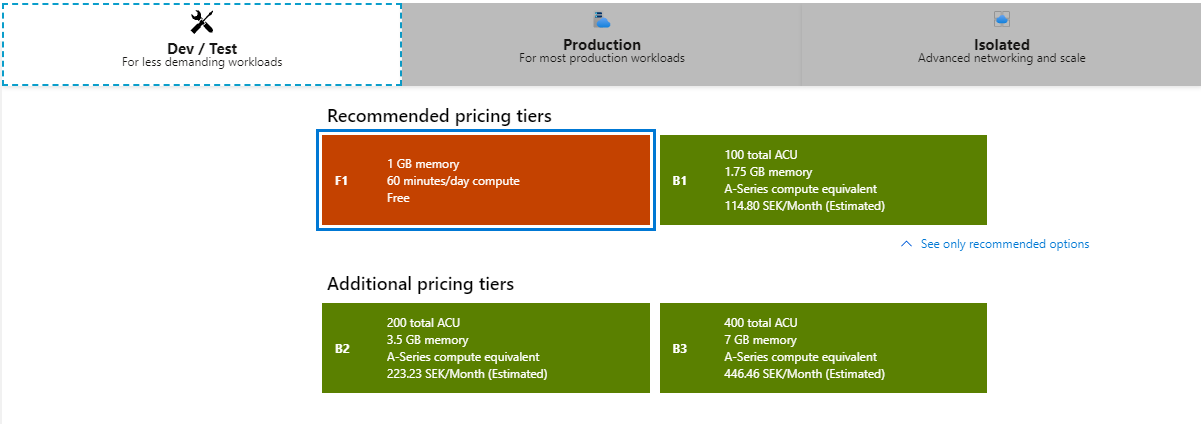 Dev / Test
For less demanding workloads
Production
For most production workloads
Isolated
Advanced networking and scale
Recommended pricing tiers
F1
1 GB memory
60 minutes/day compute
Free
B1
100 total ACU
1.75 GB memory
A-Series compute equivalent
114.80 SEK/Month (Estimated)
See only recommended options
Additional pricing tiers
B2
200 total ACU
3.5 GB memory
A-Series compute equivalent
223.23 SEK/Month (Estimated)
B3
400 total ACU
7 GB memory
A-Series compute equivalent
446.46 SEK/Month (Estimated)